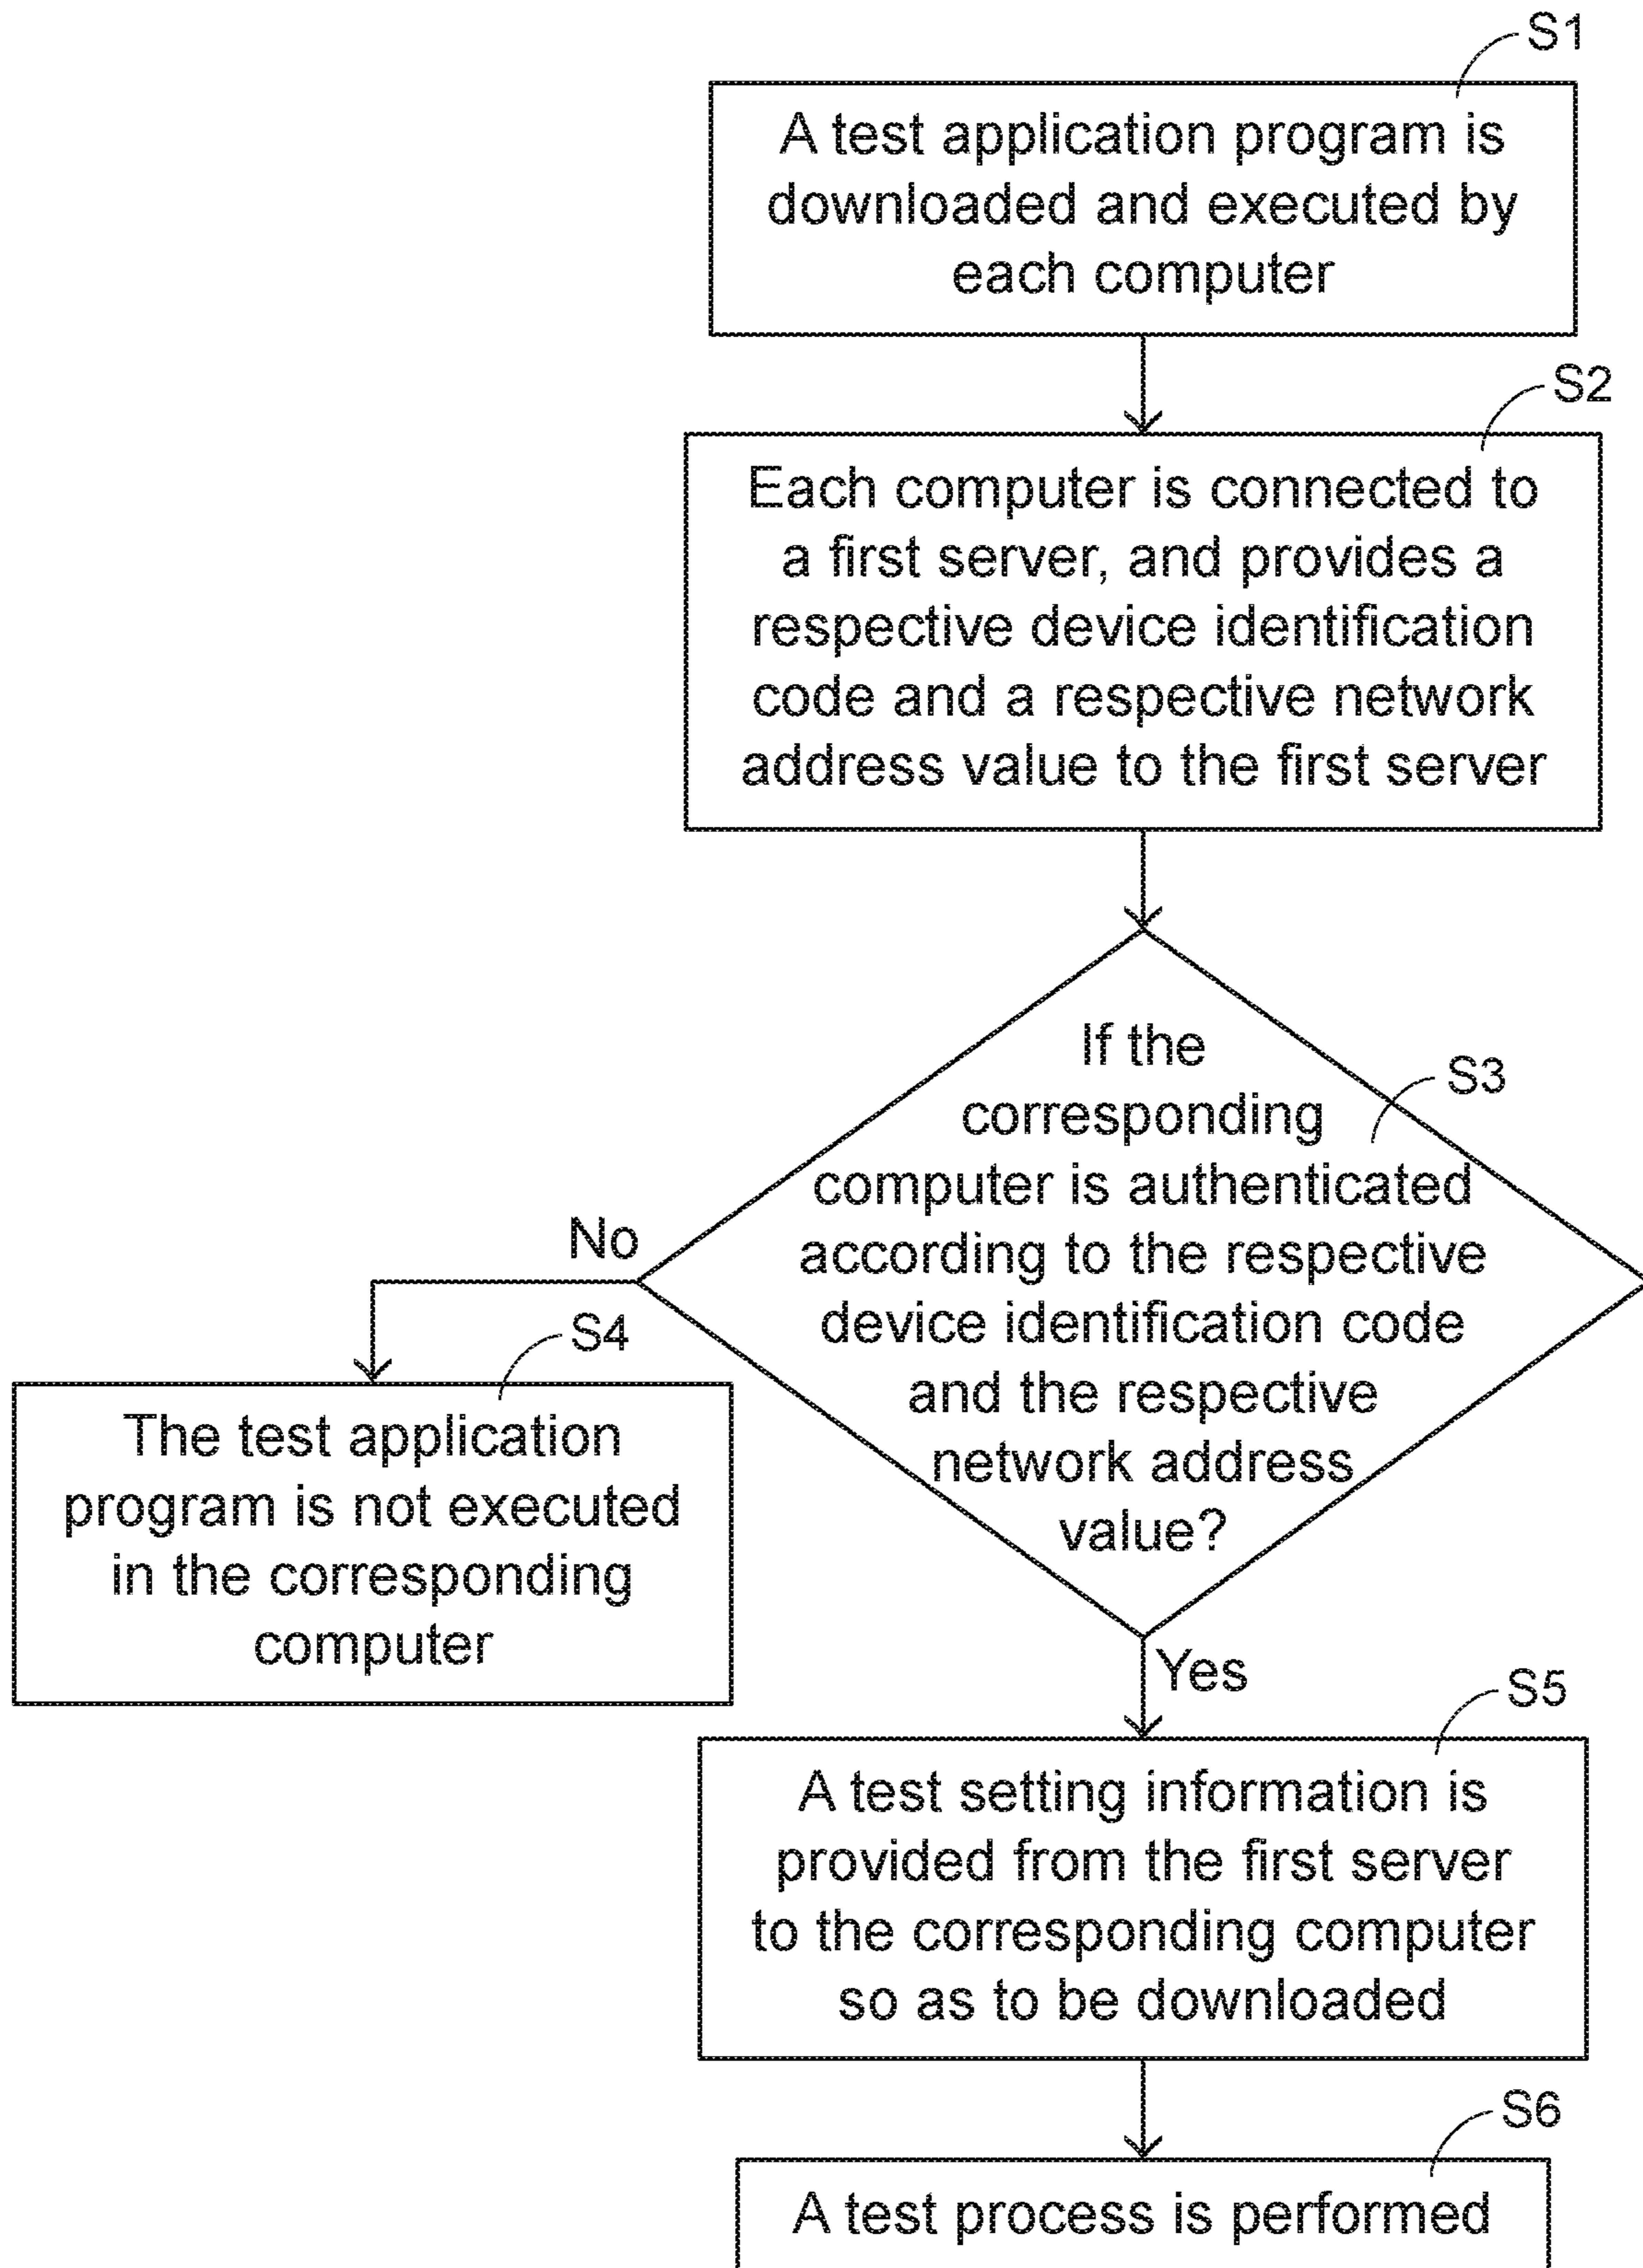 S1
A test application program is
downloaded and executed by
each computer
S2
Each computer is connected to
a first server, and provides a
respective device identification
code and a respective network
address value to the first server
S3
If the
corresponding
computer is authenticated
according to the respective
device identification code
and the respective
network address
value?
No
S4
The test application
program is not executed
in the corresponding
computer
Yes
S5
A test setting information is
provided from the first server
to the corresponding computer
so as to be downloaded
S6
A test process is performed